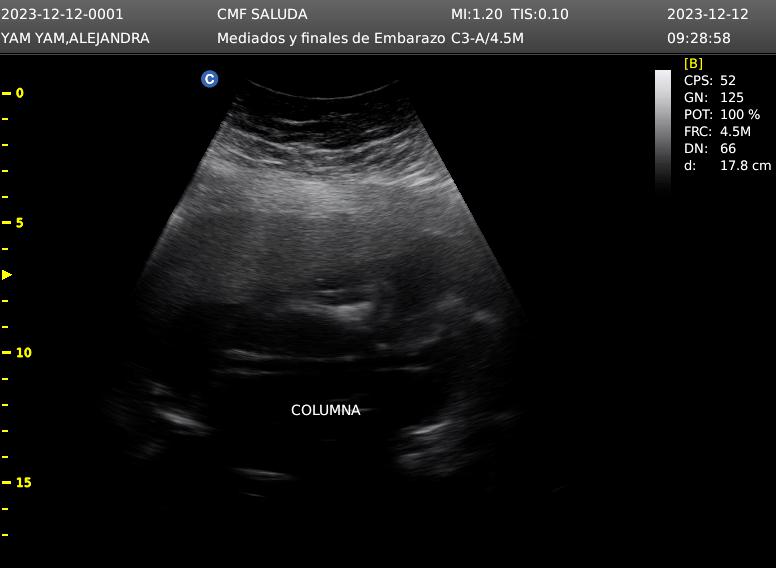 2023-12-12-0001 CMF SALUDA MI:1.20 TIS:0.10 2023-12-12
YAM YAM,ALEJANDRA Mediados y finales de Embarazo C3-A/4.5M 09:28:58
C
[B]
CPS: 52
GN: 125
POT: 100 %
FRC: 4.5M
DN: 66
d: 17.8 cm
0
5
10
15
COLUMNA